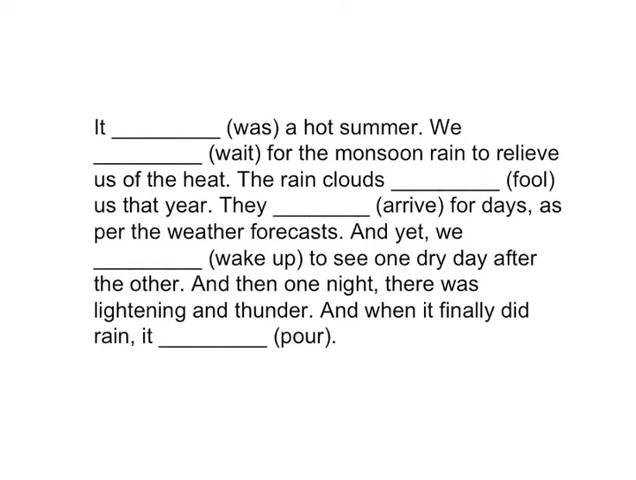 It _________ (was) a hot summer. We
_________ (wait) for the monsoon rain to relieve
us of the heat. The rain clouds _________ (fool)
us that year. They ________ (arrive) for days, as
per the weather forecasts. And yet, we
_________ (wake up) to see one dry day after
the other. And then one night, there was
lightening and thunder. And when it finally did
rain, it _________ (pour).